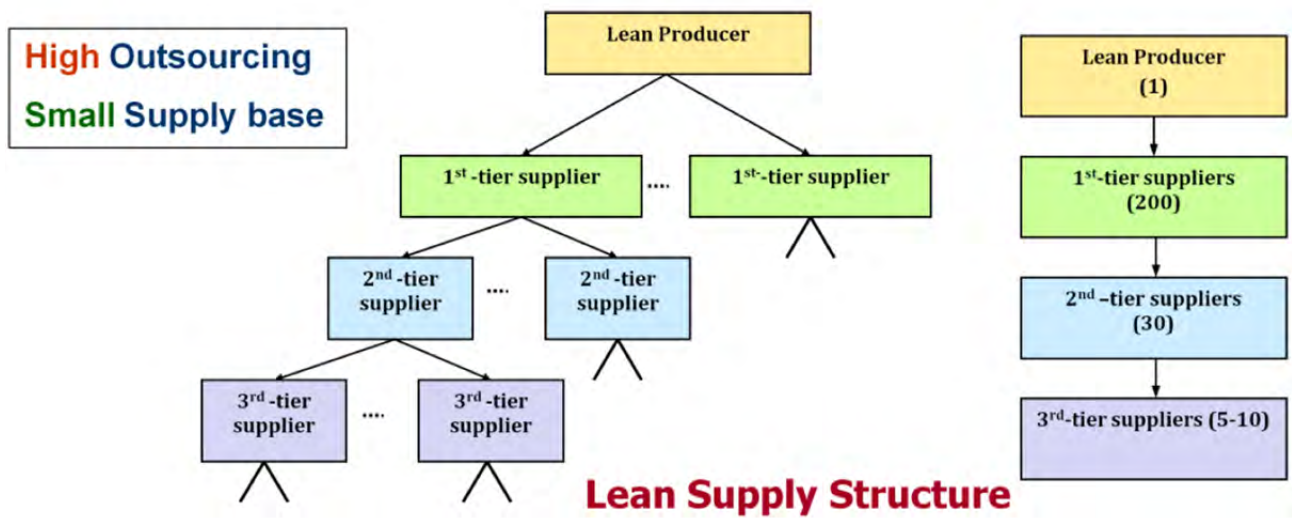 High Outsourcing
Small Supply base
Lean Producer
1st -tier supplier
....
1st- -tier supplier
2nd -tier
supplier
....
2nd -tier
supplier
3rd -tier
supplier
....
3rd -tier
supplier
Lean Supply Structure
Lean Producer
(1)
1st-tier suppliers
(200)
2nd –tier suppliers
(30)
3rd-tier suppliers (5-10)